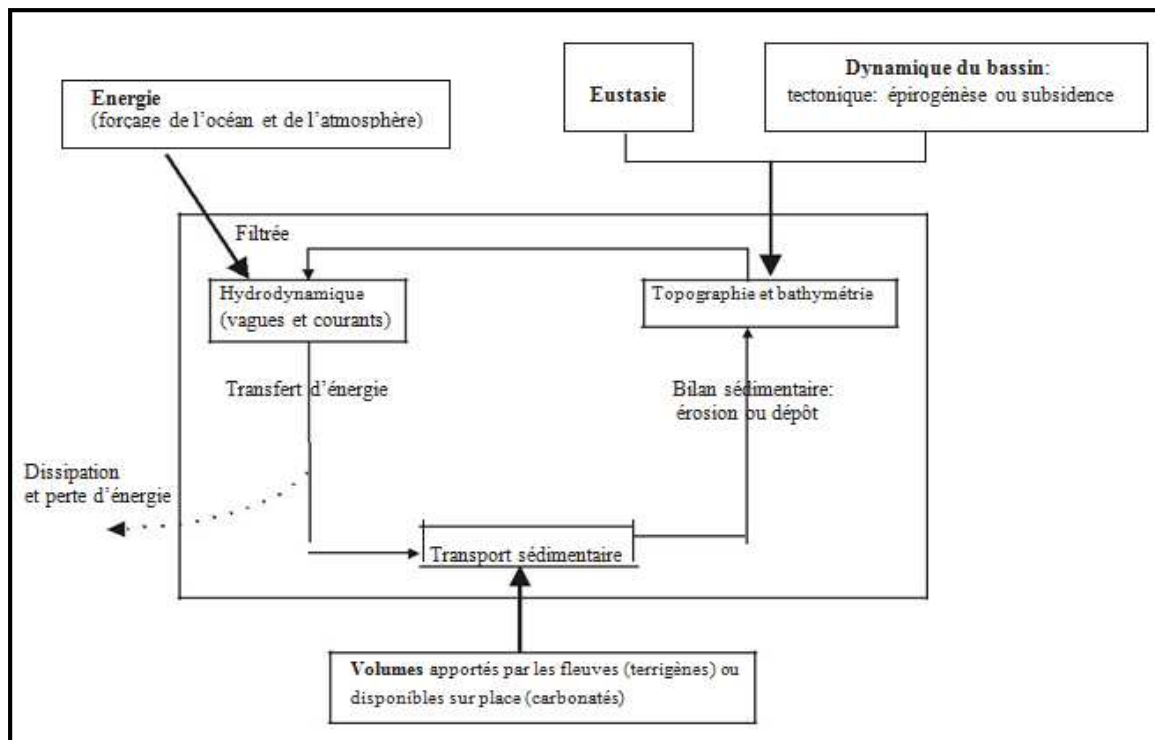 Energie
(forçage de l'océan et de l'atmosphère)
Eustasie
Dynamique du bassin:
tectonique: épirogénèse ou subsidence
Filtrée
Hydrodynamique
(vagues et courants)
Topographie et bathymétrie
Transfert d'énergie
Bilan sédimentaire:
érosion ou dépôt
Dissipation
et perte d'énergie
Transport sédimentaire
Volumes apportés par les fleuves (terrigènes) ou
disponibles sur place (carbonatés)